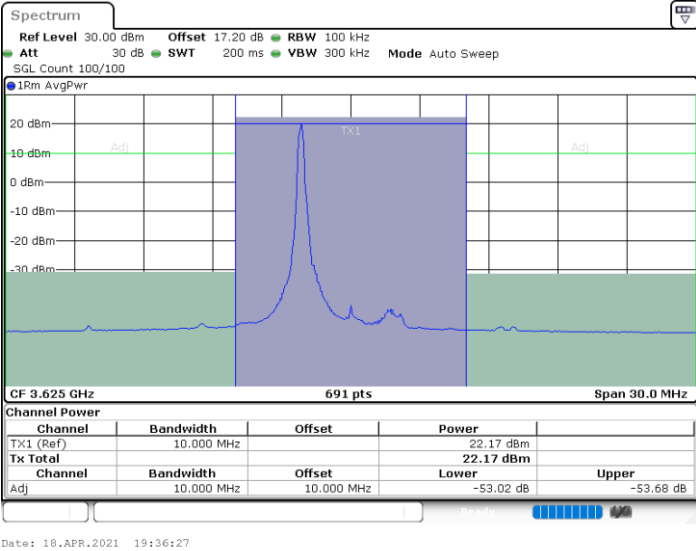 Spectrum
Ref Level 30.00 dBm Offset 17.20 dB RBW 100 kHz
Att 30 dB SWT 200 ms VBW 300 kHz Mode Auto Sweep
SGL Count 100/100
1Rm AvgPwr
20 dBm
TX1
10 dBm Adj Adj
0 dBm
-10 dBm
-20 dBm
-30 dBm
CF 3.625 GHz 691 pts Span 30.0 MHz
Channel Power
Channel Bandwidth Offset Power
TX1 (Ref) 10.000 MHz 22.17 dBm
Tx Total 22.17 dBm
Channel Bandwidth Offset Lower Upper
Adj 10.000 MHz 10.000 MHz -53.02 dB -53.68 dB
Ready
Date: 18.APR.2021 19:36:27